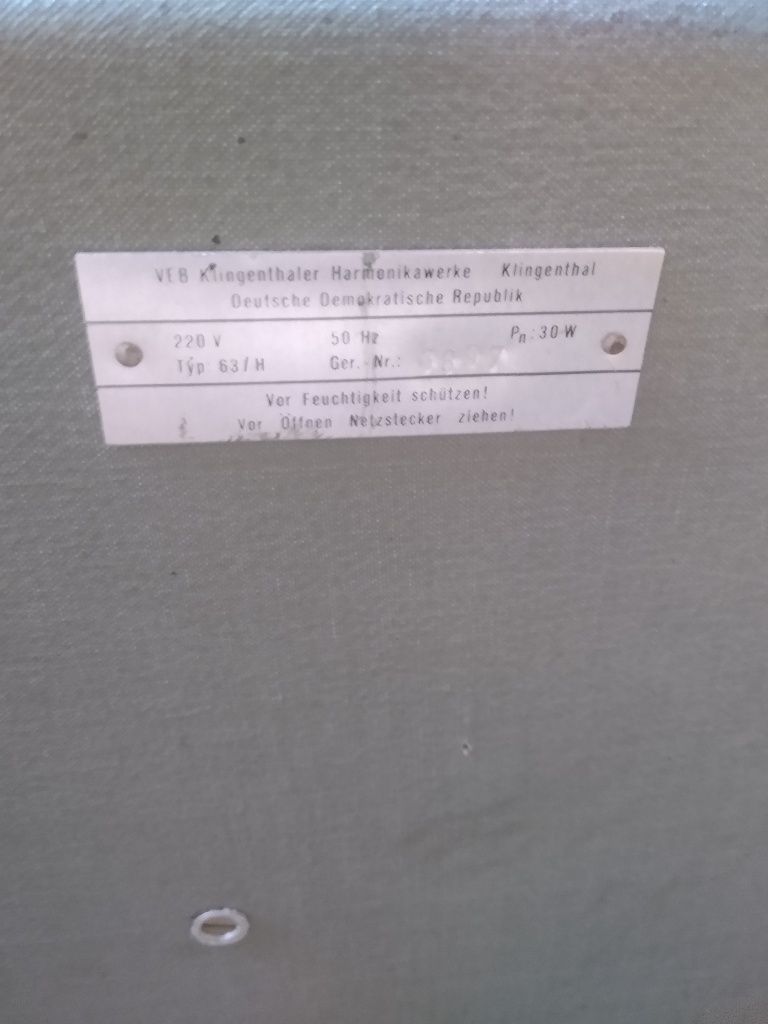 VEB Klingenthaler Harmonikawerke Klingenthal
Deutsche Demokratische Republik
220 V 50 Hz Pn: 30 W
Typ 63/H Ger.-Nr.:
Vor Feuchtigkeit schützen!
Vor Öffnen Netzstecker ziehen!